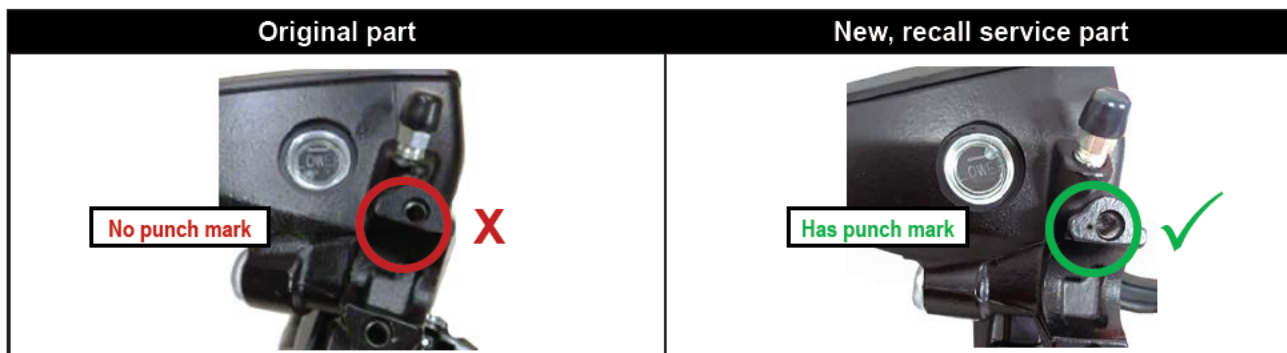 Original part
New, recall service part
No punch mark
X
Has punch mark